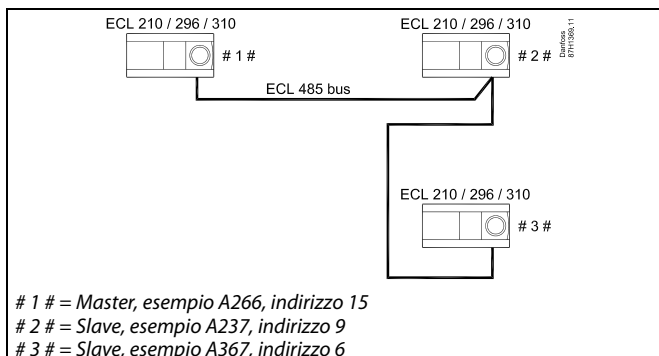 ECL 210 / 296 / 310
ECL 210 / 296 / 310
# 1 #
# 2 #
Danfoss
87H1369.11
ECL 485 bus
ECL 210 / 296 / 310
# 3 #
# 1 # = Master, esempio A266, indirizzo 15
# 2 # = Slave, esempio A237, indirizzo 9
# 3 # = Slave, esempio A367, indirizzo 6